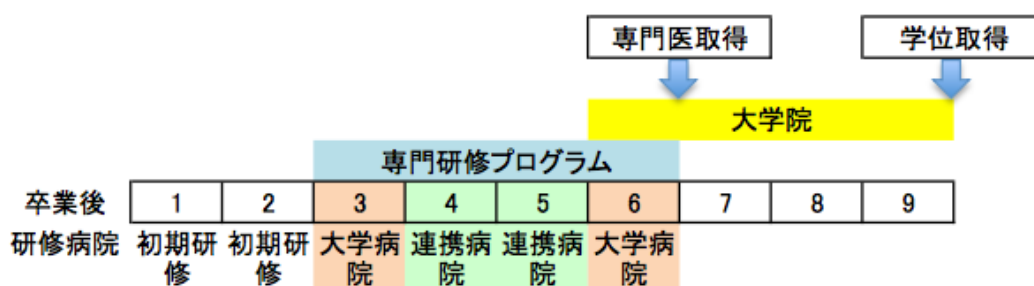 専門医取得 学位取得
大学院
専門研修プログラム
卒業後 1 2 3 4 5 6 7 8 9
研修病院 初期研修 初期研修 大学病院 連携病院 連携病院 大学病院